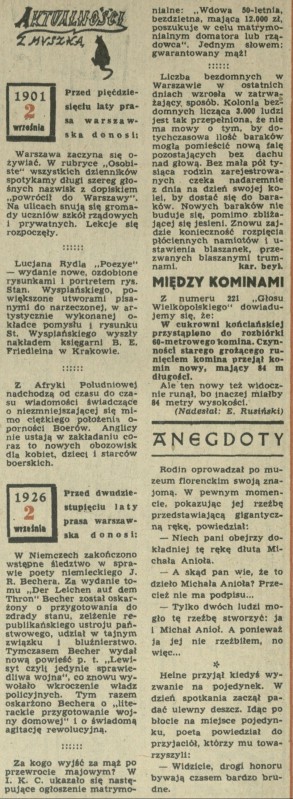 AKTUALNOŚCI
Z MYSZKĄ
1901
2
września
Przed pięćdzie-
sięciu laty pra-
sa warszaw-
ska donosi:
Warszawa zaczyna się o-
żywiać. W rubryce „Osobi-
ste" wszystkich dzienników
spotykamy długi szereg gło-
śnych nazwisk z dopiskiem
„powrócił do Warszawy".
Na ulicach snują się groma-
dy uczniów szkół rządowych
i prywatnych. Lekcje się
rozpoczęły.
Lucjana Rydla „Poezye"
— wydanie nowe, ozdobione
rysunkami i portretem rys.
Stan. Wyspiańskiego, po-
większone utworami pisa-
nymi do narzeczonej, w ar-
tystycznie wykonanej o-
kładce pomysłu i rysunku
St. Wyspiańskiego wyszły
nakładem księgarni B. E.
Friedleina w Krakowie.
Z Afryki Południowej
nadchodzą od czasu do cza-
su wiadomości świadczące
o niezmniejszającej się mi-
mo ciężkiego położenia o-
porności Boerów. Anglicy
nie ustają w zakładaniu co-
raz to nowych obozowisk
dla kobiet, dzieci i starców
boerskich.
1926
2
września
Przed dwudzie-
stupięciu laty
prasa warszaw-
ska donosi:
W Niemczech zakończono
wstępne śledztwo w spra-
wie poety niemieckiego J.
R. Bechera. Za wydanie to-
mu „Der Leichen auf dem
Thron" Becher został oskar-
żony o przygotowania do
zdrady stanu, zelżenie re-
publikańskiego ustroju pań-
stwowego, udział w tajnym
związku i bluźnierstwo.
Tymczasem Becher wydał
nową powieść p. t. „Lewi-
syt czyli jedynie sprawie-
dliwa wojna", co znowu wy-
wołało wkroczenie władz
policyjnych. Tym razem
oskarżono Bechera o „lite-
rackie przygotowanie woj-
ny domowej" i o świadomą
agitację rewolucyjną.
Za kogo wyjść za mąż po
przewrocie majowym? W
I. K. C. ukazało się nastę-
pujące ogłoszenie matrymo-
nialne: „Wdowa 50-letnia,
bezdzietna, mająca 12.000 zł,
poszukuje w celu matrymo-
nialnym domatora lub rzą-
dowca". Jednym słowem:
gwarantowany mąż!
Liczba bezdomnych w
Warszawie w ostatnich
dniach wzrosła w zatrwa-
żający sposób. Kolonia bez-
domnych licząca 3.000 ludzi
jest tak przepełniona, że nie
ma mowy o tym, by do-
tychczasowa ilość baraków
mogła pomieścić nową falę
pozostających bez dachu
nad głową. Bez mała pół ty-
siąca rodzin zarejestrowa-
nych czeka nadaremnie
z dnia na dzień swojej ko-
lei, by dostać się do bara-
ków. Nowych baraków nie
buduje się, pomimo zbliża-
jącej się jesieni. Znowu zaj-
dzie konieczność rozpięcia
płóciennych namiotów i u-
stawienia blaszanek, prze-
zwanych blaszanymi trum-
nami. kar. beyl.
MIĘDZY KOMINAMI
Z numeru 221 „Głosu
Wielkopolskiego" dowiadu-
jemy się, że:
W cukrowni kościańskiej
przystąpiono do rozbiórki
60-metrowego komina. Czyn-
ności starego grożącego ru-
nięciem komina przejął ko-
min nowy, mający 84 m
długości.
Ale ten nowy też widocz-
nie runął, bo inaczej miałby
84 metry wysokości.
(Nadesłał: E. Rusiński)
ANEGDOTY
Rodin oprowadzał po mu-
zeum florenckim swoją zna-
jomą. W pewnym momen-
cie, pokazując jej rzeźbę
przedstawiającą gigantycz-
ną rękę, powiedział:
— Niech pani obejrzy do-
kładniej tę rękę dłuta Mi-
chała Anioła.
— A skąd pan wie, że to
dzieło Michała Anioła? Prze-
cież nie ma podpisu...
— Tylko dwóch ludzi mo-
gło tę rzeźbę stworzyć: ja
i Michał Anioł. A ponieważ
ja jej nie rzeźbiłem, no
więc...
*
Heine przyjął kiedyś wy-
zwanie na pojedynek. W
dzień spotkania zaczął pa-
dać ulewny deszcz. Idąc po
błocie na miejsce pojedyn-
ku, poeta powiedział do
przyjaciół, którzy mu towa-
rzyszyli:
— Widzicie, drogi honoru
bywają czasem bardzo bru-
dne.